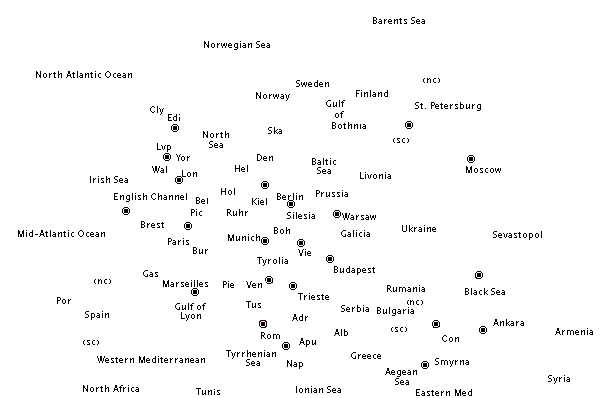 Barents Sea
Norwegian Sea
North Atlantic Ocean
(nc)
Sweden
Finland
Norway
Gulf
of
Bothnia
St. Petersburg
Cly
Edi
Ska
North
Sea
(sc)
Lvp
Yor
Den
Baltic
Sea
Moscow
Wal
Lon
Hel
Livonia
Irish Sea
English Channel
Bel
Hol
Kiel
Berlin
Prussia
Pic
Ruhr
Silesia
Warsaw
Brest
Boh
Galicia
Ukraine
Mid-Atlantic Ocean
Paris
Munich
Sevastopol
Bur
Vie
Tyrolia
Budapest
Gas
(nc)
Marseilles
Pie
Ven
Rumania
Black Sea
Trieste
Por
Gulf of
Lyon
Tus
Serbia
(nc)
Bulgaria
Spain
Adr
Ankara
(sc)
Alb
Armenia
Rom
Con
(sc)
Apu
Western Mediterranean
Tyrrhenian
Sea
Nap
Greece
Smyrna
Aegean
Sea
Syria
North Africa
Tunis
Ionian Sea
Eastern Med